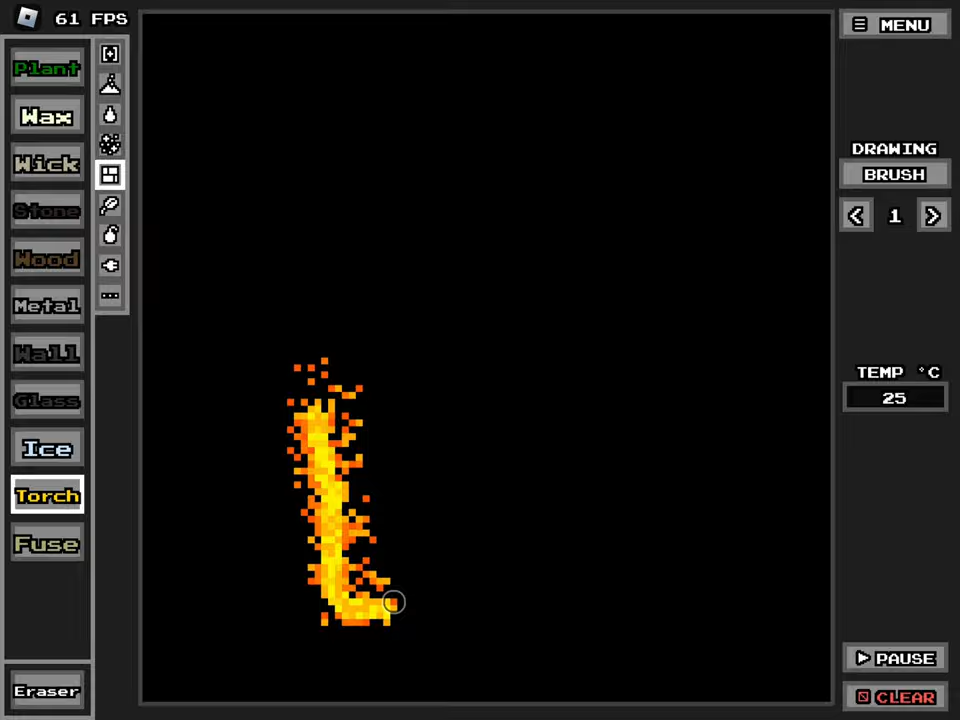 61 FPS
Plant
Wax
Wick
Stone
Wood
Metal
Wall
Glass
Ice
Torch
Fuse
Eraser
MENU
DRAWING
BRUSH
< 1 >
TEMP °C
25
PAUSE
CLEAR